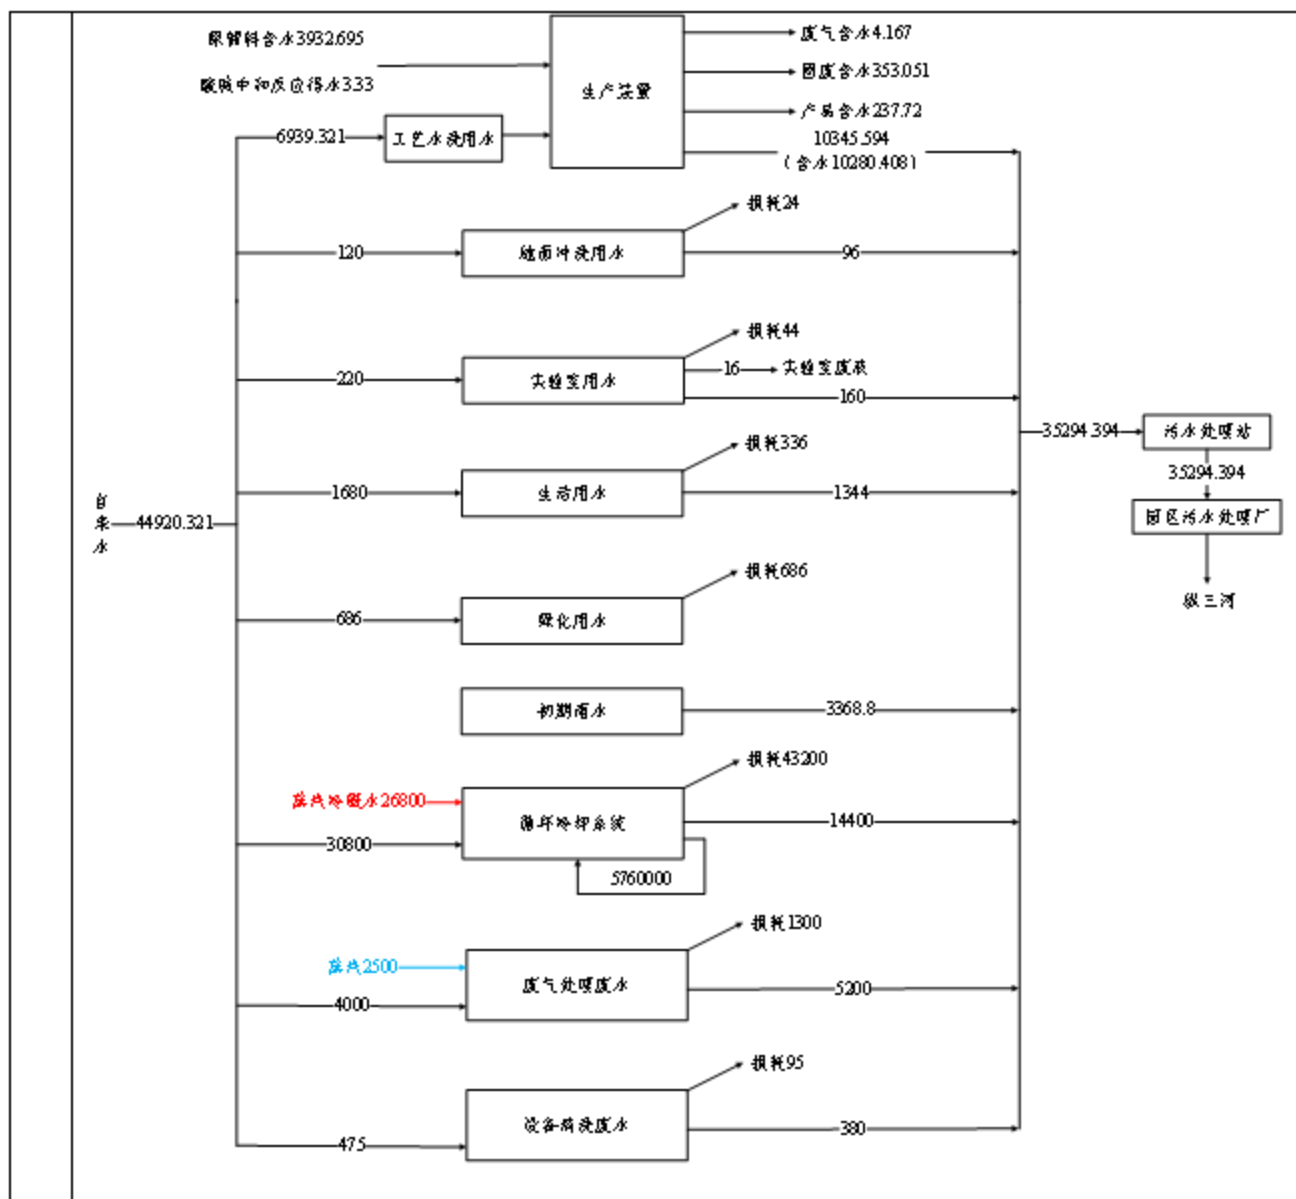 原辅料含水3932.695
酸碱中和反应得水3.33
生产装置
废气含水4.167
固废含水353.051
产品含水237.72
6939.321
工艺水洗用水
10345.594
（含水10280.408）
损耗24
120
地面冲洗用水
96
损耗44
220
实验室用水
16
实验室废液
160
35294.394
污水处理站
损耗336
1680
生活用水
1344
35294.394
自来水
44920.321
园区污水处理厂
损耗686
686
绿化用水
纵三河
初期雨水
3368.8
损耗43200
蒸汽冷凝水26800
循环冷却系统
14400
30800
5760000
损耗1300
蒸汽2500
废气处理废水
5200
4000
损耗95
设备清洗废水
380
475